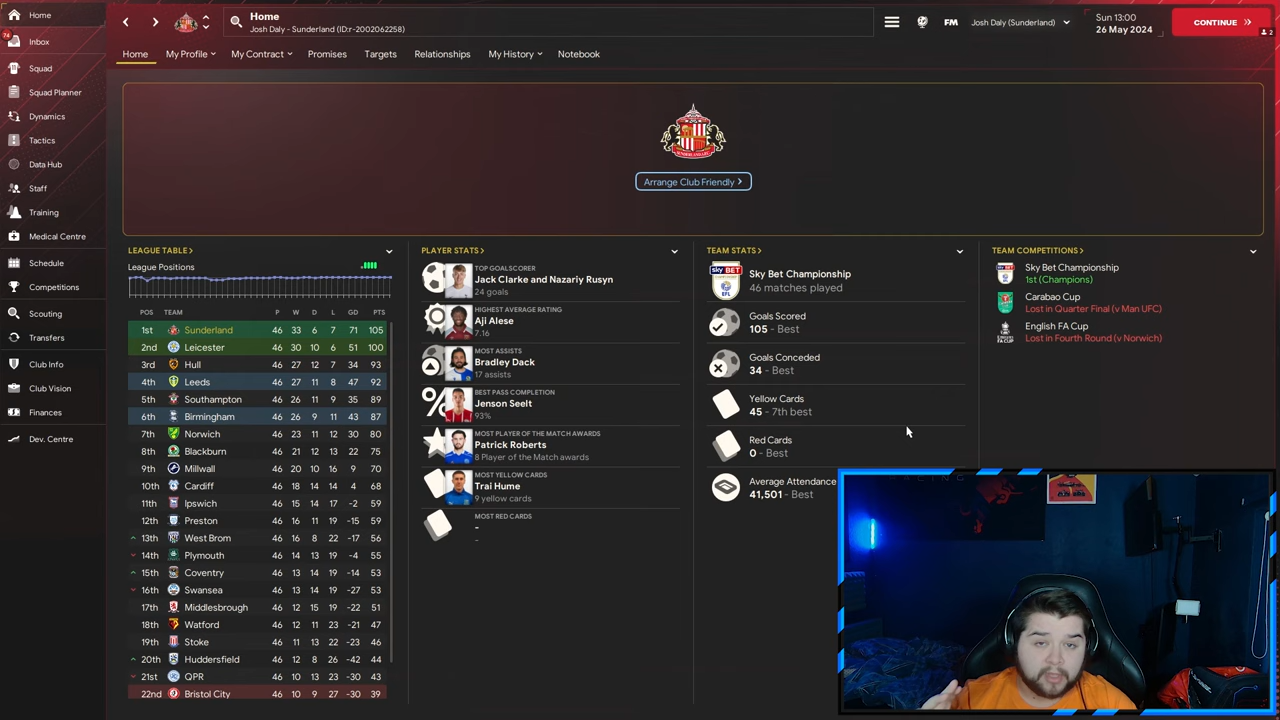 Home
Inbox
74
Squad
Squad Planner
Dynamics
Tactics
Data Hub
Staff
Training
Medical Centre
Schedule
Competitions
Scouting
Transfers
Club Info
Club Vision
Finances
Dev. Centre
Home
Josh Daly - Sunderland (ID:r-2002062258)
FM
Josh Daly (Sunderland)
Sun 13:00
26 May 2024
CONTINUE
2
Home My Profile My Contract Promises Targets Relationships My History Notebook
Arrange Club Friendly >
LEAGUE TABLE >
League Positions
POS TEAM P W D L GD PTS
1st Sunderland 46 33 6 7 71 105
2nd Leicester 46 30 10 6 51 100
3rd Hull 46 27 12 7 34 93
4th Leeds 46 27 11 8 47 92
5th Southampton 46 26 11 9 35 89
6th Birmingham 46 26 9 11 43 87
7th Norwich 46 23 11 12 30 80
8th Blackburn 46 21 12 13 22 75
9th Millwall 46 20 10 16 9 70
10th Cardiff 46 18 14 14 4 68
11th Ipswich 46 15 14 17 -2 59
12th Preston 46 16 11 19 -15 59
13th West Brom 46 16 8 22 -17 56
14th Plymouth 46 14 13 19 -4 55
15th Coventry 46 13 14 19 -14 53
16th Swansea 46 13 14 19 -27 53
17th Middlesbrough 46 12 15 19 -22 51
18th Watford 46 12 11 23 -21 47
19th Stoke 46 11 13 22 -23 46
20th Huddersfield 46 12 8 26 -42 44
21st QPR 46 10 13 23 -30 43
22nd Bristol City 46 10 9 27 -30 39
PLAYER STATS >
TOP GOALSCORER
Jack Clarke and Nazariy Rusyn
24 goals
HIGHEST AVERAGE RATING
Aji Alese
7.16
MOST ASSISTS
Bradley Dack
17 assists
BEST PASS COMPLETION
Jenson Seelt
93%
MOST PLAYER OF THE MATCH AWARDS
Patrick Roberts
8 Player of the Match awards
MOST YELLOW CARDS
Trai Hume
9 yellow cards
MOST RED CARDS
-
-
TEAM STATS >
sky BET
EFL
Sky Bet Championship
46 matches played
Goals Scored
105 - Best
Goals Conceded
34 - Best
Yellow Cards
45 - 7th best
Red Cards
0 - Best
Average Attendance
41,501 - Best
TEAM COMPETITIONS >
Sky Bet Championship
1st (Champions)
Carabao Cup
Lost in Quarter Final (v Man UFC)
English FA Cup
Lost in Fourth Round (v Norwich)